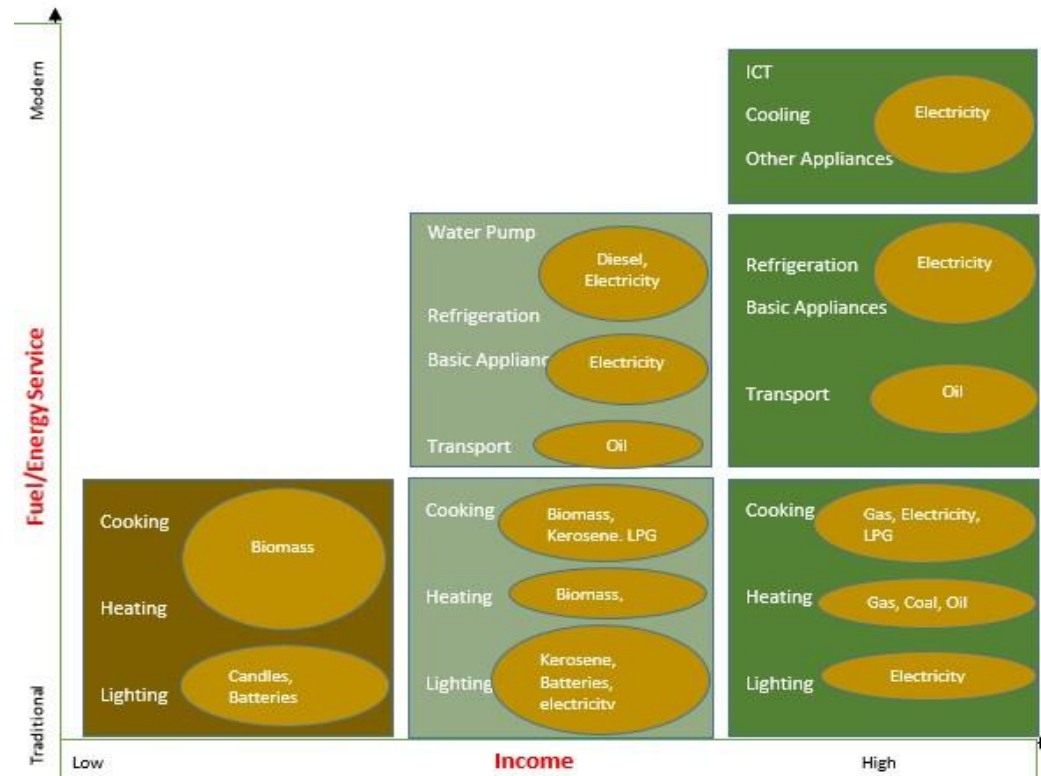 Modern
Fuel/Energy Service
Traditional
ICT
Cooling
Other Appliances
Electricity
Water Pump
Diesel,
Electricity
Refrigeration
Basic Applianc
Electricity
Transport
Oil
Refrigeration
Basic Appliances
Electricity
Transport
Oil
Cooking
Heating
Biomass
Lighting
Candles,
Batteries
Cooking
Biomass,
Kerosene. LPG
Heating
Biomass,
Lighting
Kerosene,
Batteries,
electricity
Cooking
Gas, Electricity,
LPG
Heating
Gas, Coal, Oil
Lighting
Electricity
Low
Income
High